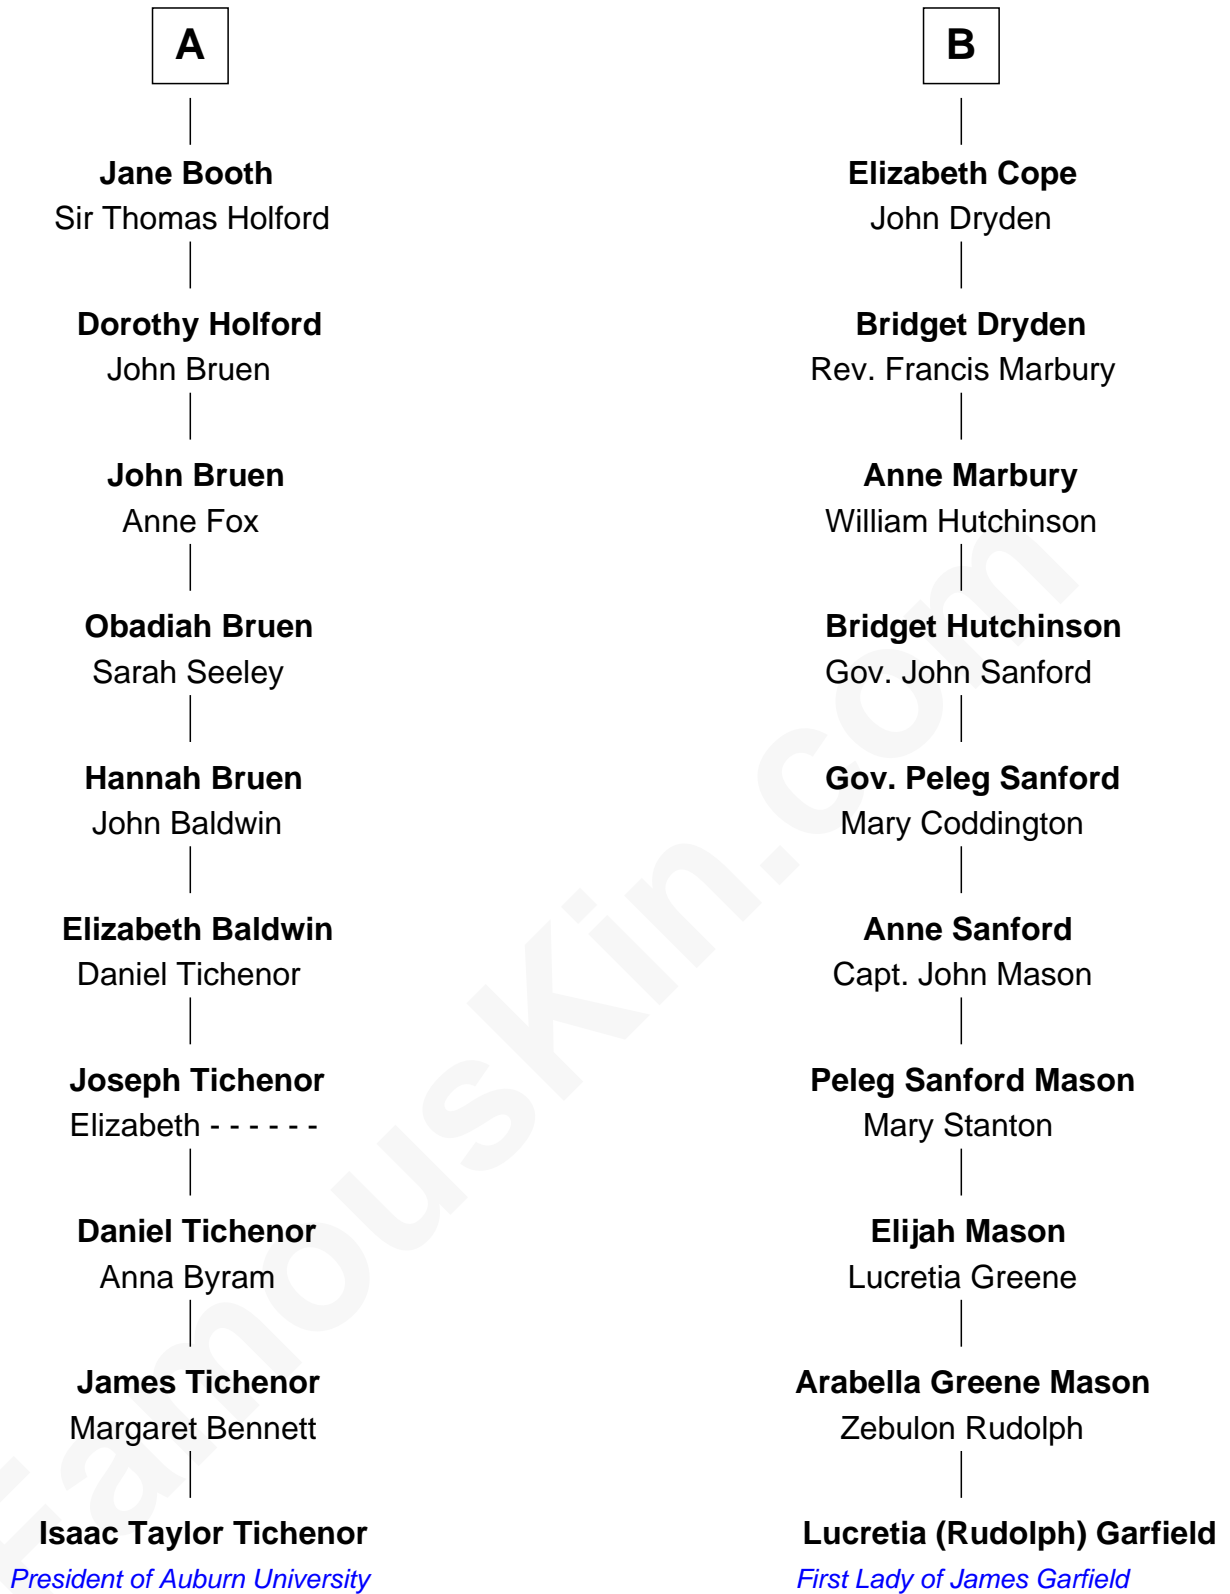 A
Jane Booth
Sir Thomas Holford
Dorothy Holford
John Bruen
John Bruen
Anne Fox
Obadiah Bruen
Sarah Seeley
Hannah Bruen
John Baldwin
Elizabeth Baldwin
Daniel Tichenor
Joseph Tichenor
Elizabeth - - - - - -
Daniel Tichenor
Anna Byram
James Tichenor
Margaret Bennett
Isaac Taylor Tichenor
President of Auburn University
B
Elizabeth Cope
John Dryden
Bridget Dryden
Rev. Francis Marbury
Anne Marbury
William Hutchinson
Bridget Hutchinson
Gov. John Sanford
Gov. Peleg Sanford
Mary Coddington
Anne Sanford
Capt. John Mason
Peleg Sanford Mason
Mary Stanton
Elijah Mason
Lucretia Greene
Arabella Greene Mason
Zebulon Rudolph
Lucretia (Rudolph) Garfield
First Lady of James Garfield
FamousKin.com